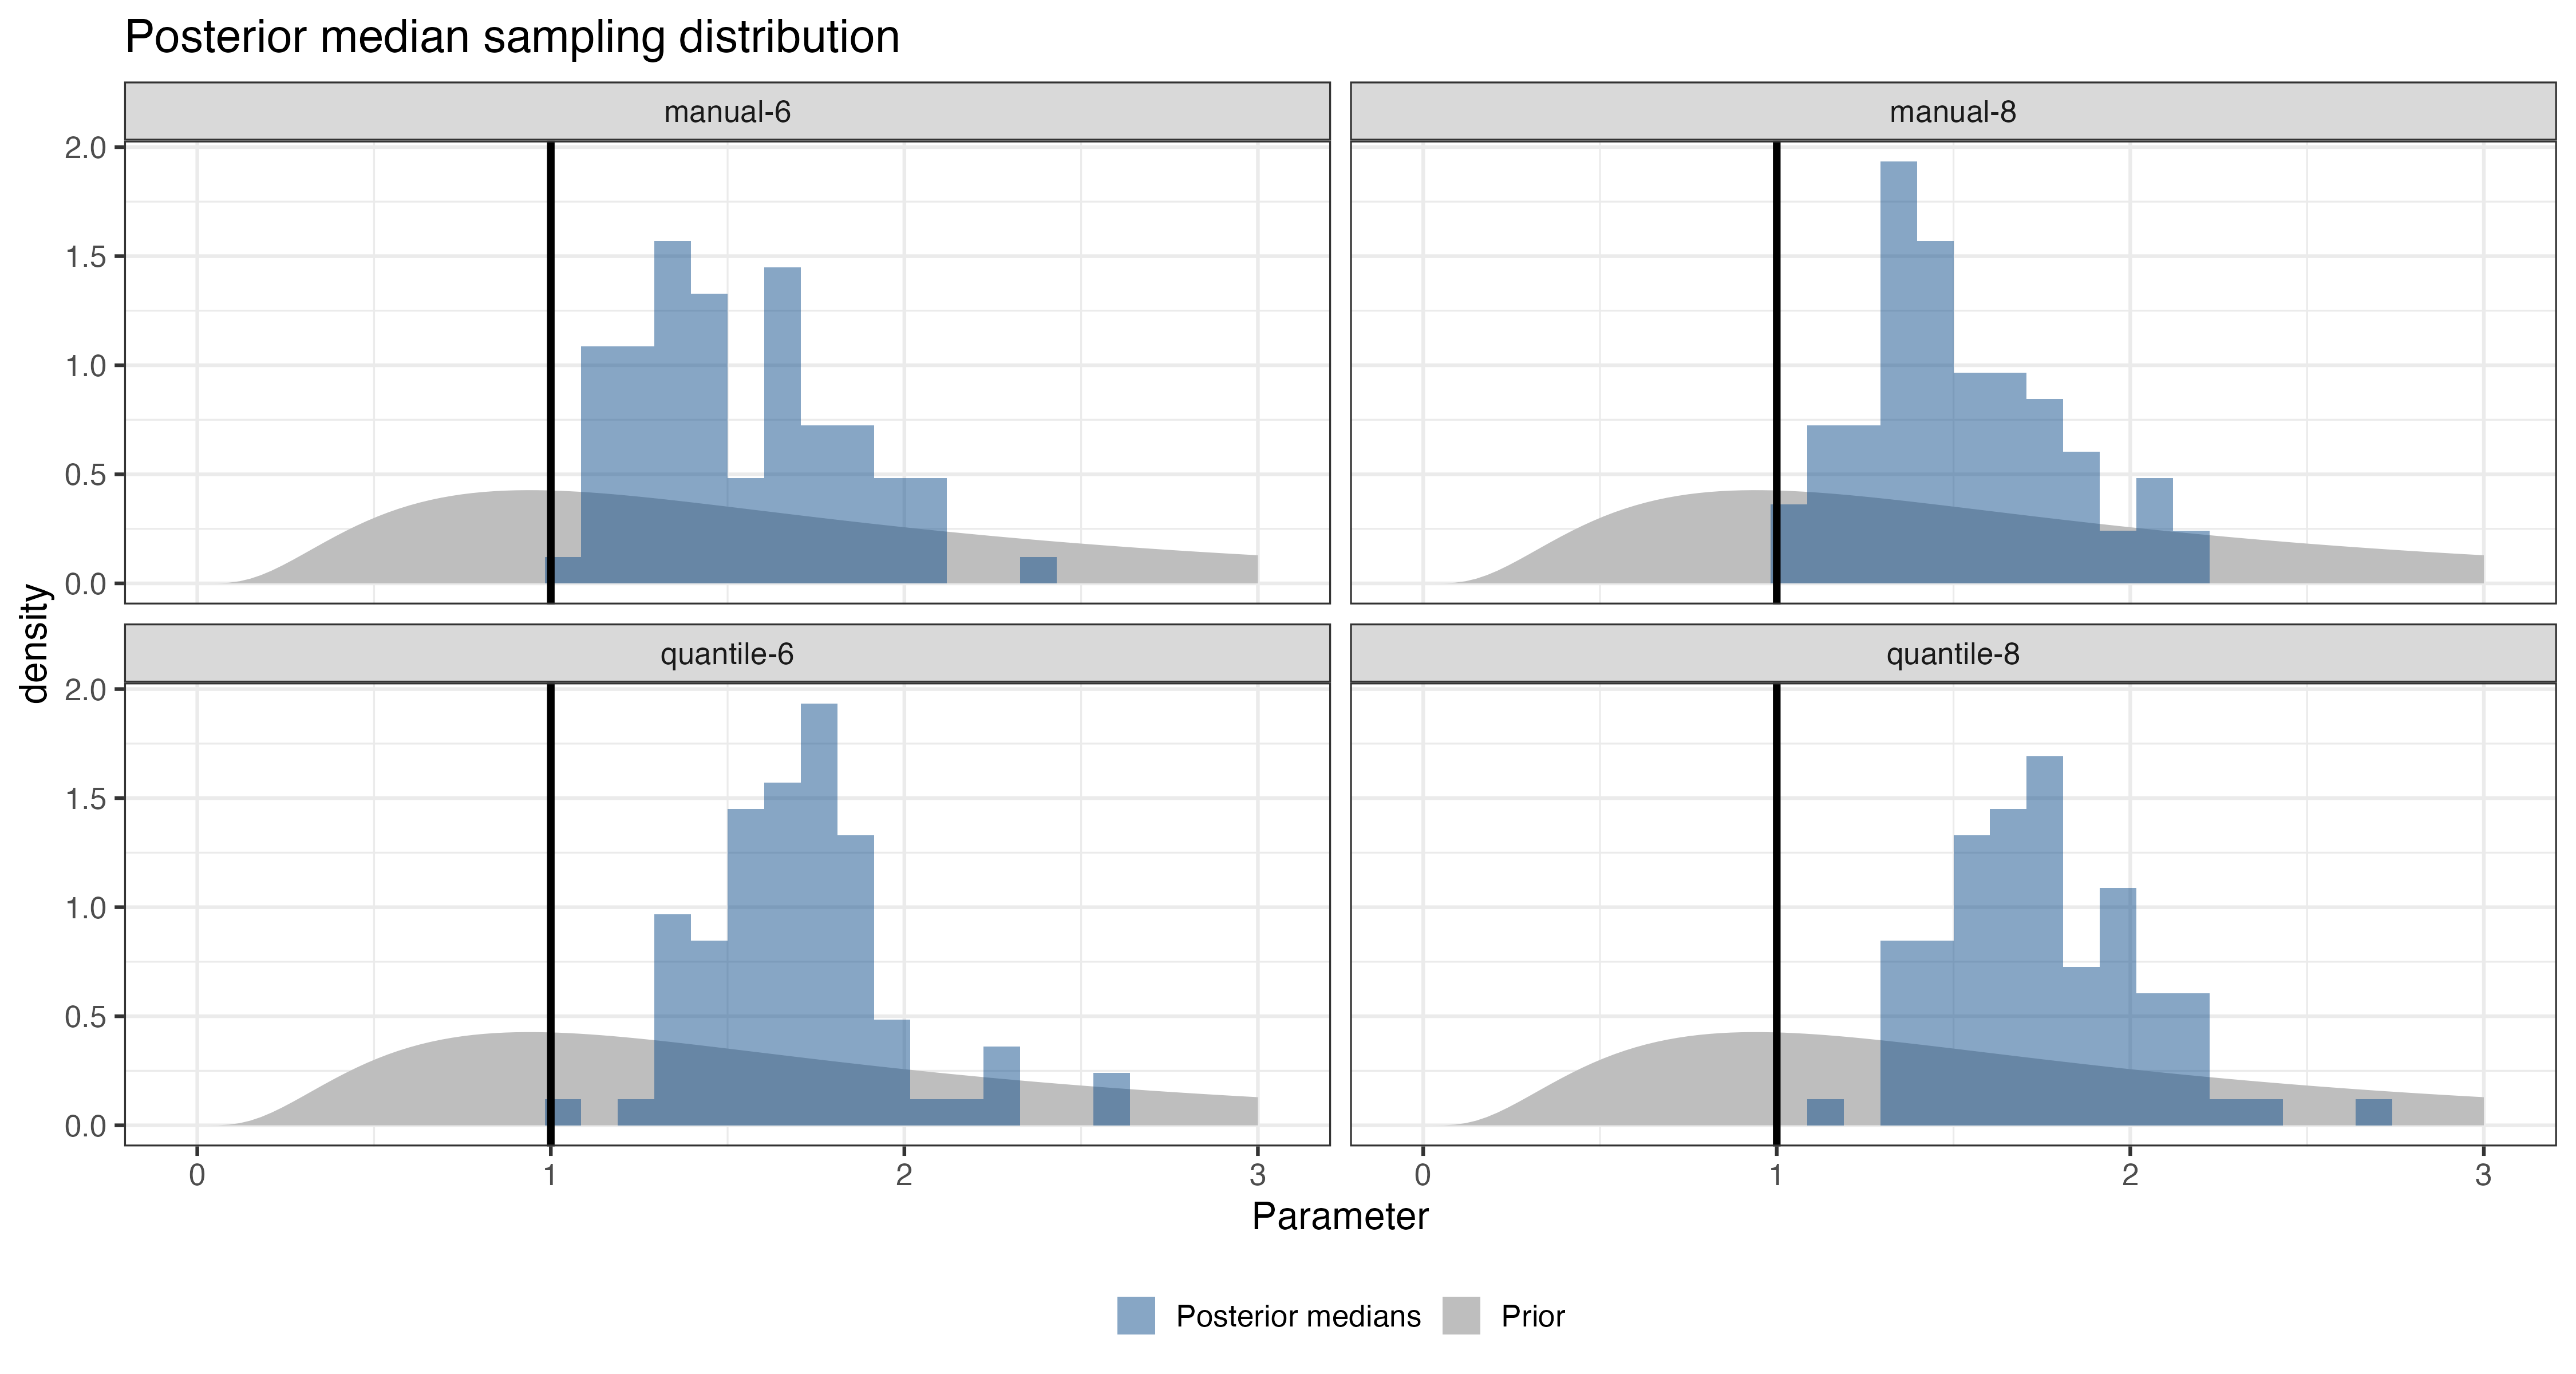 Posterior median sampling distribution
manual-6
manual-8
2.0
1.5
1.0
0.5
0.0
quantile-6
quantile-8
2.0
1.5
1.0
0.5
0.0
density
0 1 2 3
0 1 2 3
Parameter
Posterior medians Prior